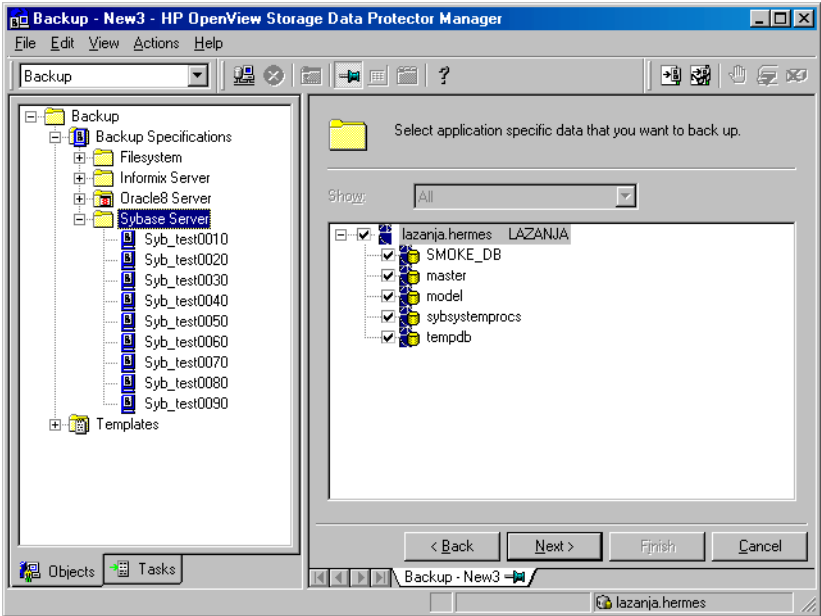 Backup - New3 - HP OpenView Storage Data Protector Manager
File Edit View Actions Help
Backup
?
Backup
Backup Specifications
Filesystem
Informix Server
Oracle8 Server
Sybase Server
Syb_test0010
Syb_test0020
Syb_test0030
Syb_test0040
Syb_test0050
Syb_test0060
Syb_test0070
Syb_test0080
Syb_test0090
Templates
Objects Tasks
Select application specific data that you want to back up.
Show: All
lazanja.hermes LAZANJA
SMOKE_DB
master
model
sybsystemprocs
tempdb
< Back Next > Finish Cancel
Backup - New3
lazanja.hermes